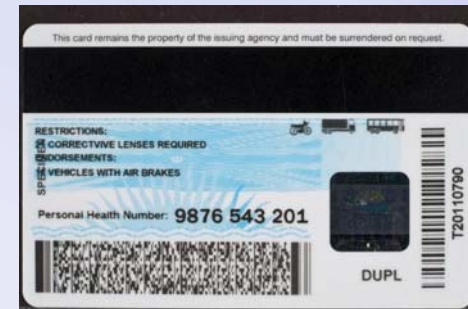 This card remains the property of the issuing agency and must be surrendered on request.
RESTRICTIONS:
CORRECTVIVE LENSES REQUIRED
ENDORSEMENTS:
VEHICLES WITH AIR BRAKES
SPECIMEN
Personal Health Number: 9876 543 201
DUPL
T20110790